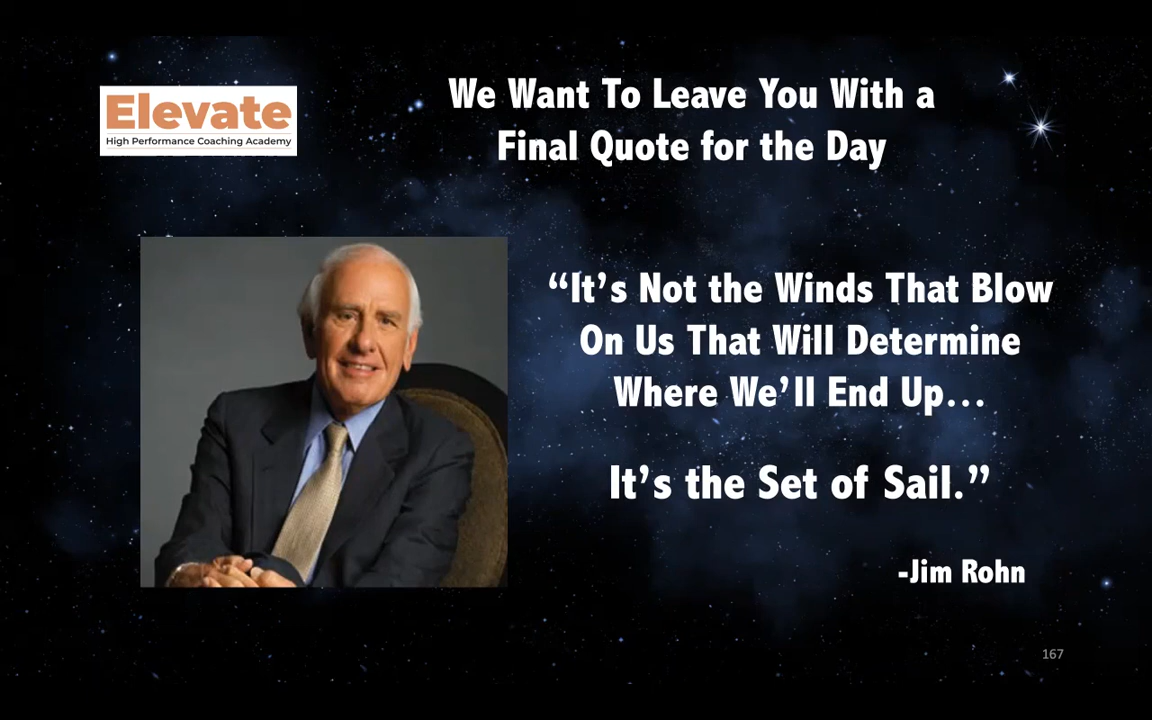 Elevate
High Performance Coaching Academy
We Want To Leave You With a
Final Quote for the Day
“It’s Not the Winds That Blow
On Us That Will Determine
Where We’ll End Up…
It’s the Set of Sail.”
-Jim Rohn
167